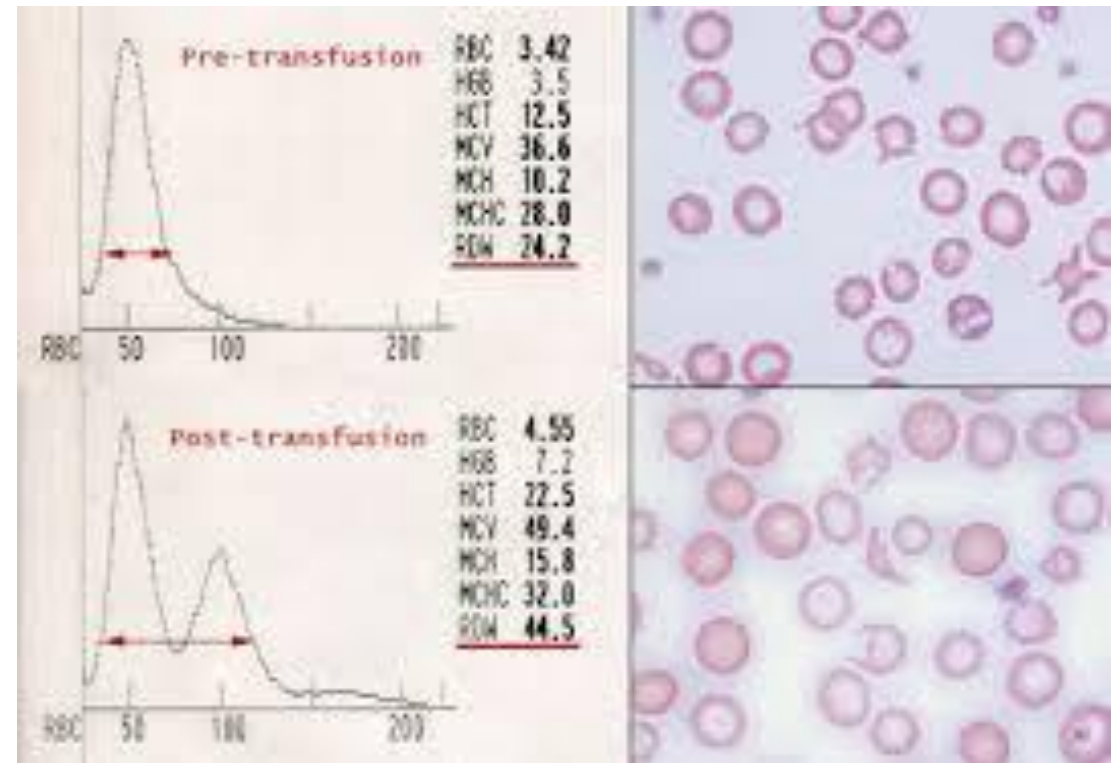 Pre-transfusion
RBC 3.42
HGB 3.5
HCT 12.5
MCV 36.6
MCH 10.2
MCHC 28.0
RDW 24.2
RBC 50 100 200
Post-transfusion
RBC 4.55
HGB 7.2
HCT 22.5
MCV 49.4
MCH 15.8
MCHC 32.0
RDW 44.5
RBC 50 100 200